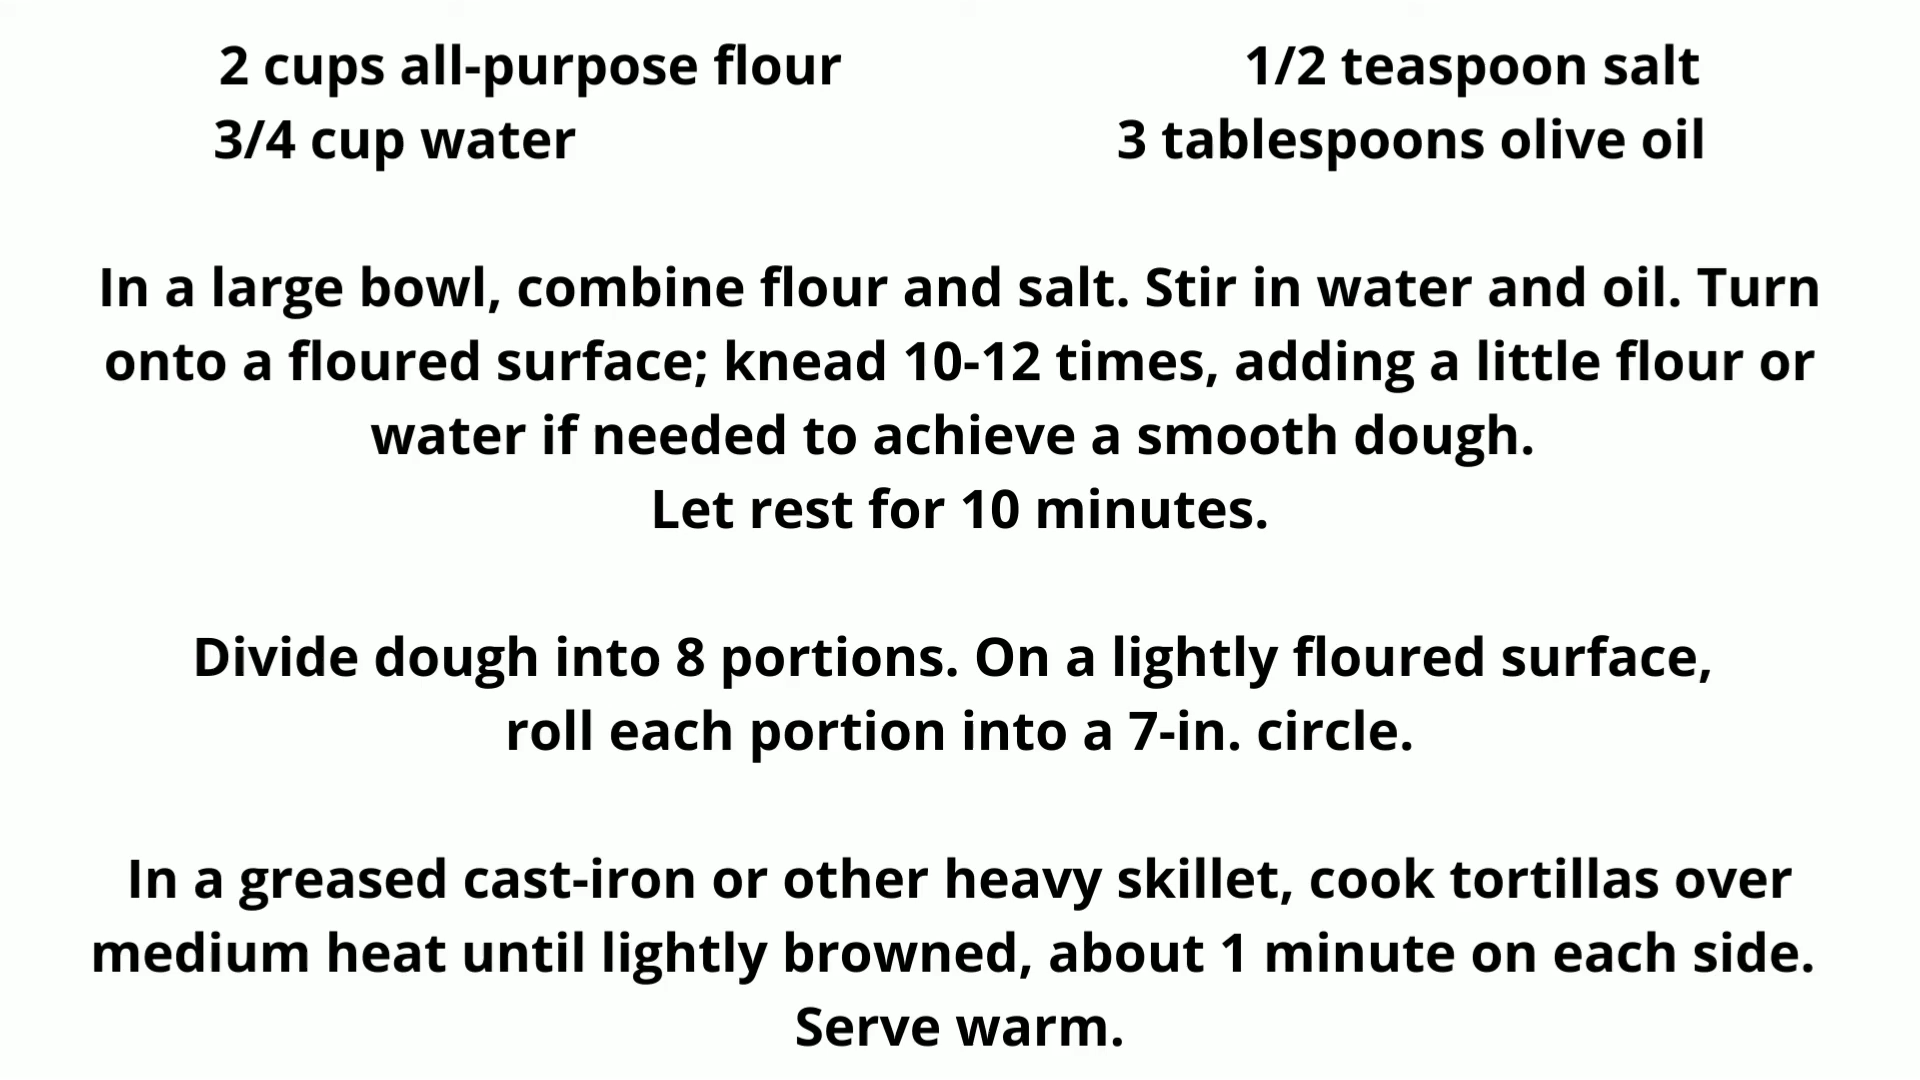 2 cups all-purpose flour 1/2 teaspoon salt
3/4 cup water 3 tablespoons olive oil
In a large bowl, combine flour and salt. Stir in water and oil. Turn
onto a floured surface; knead 10-12 times, adding a little flour or
water if needed to achieve a smooth dough.
Let rest for 10 minutes.
Divide dough into 8 portions. On a lightly floured surface,
roll each portion into a 7-in. circle.
In a greased cast-iron or other heavy skillet, cook tortillas over
medium heat until lightly browned, about 1 minute on each side.
Serve warm.